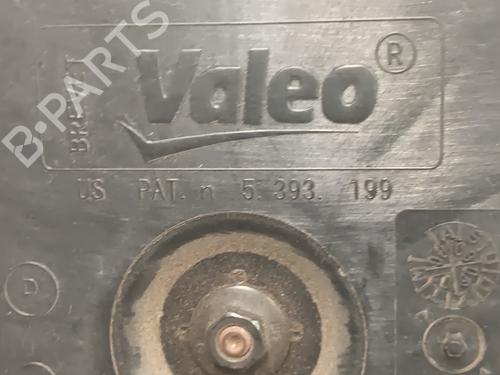 B-PARTS
BREVET
Valeo ®
US PAT. n 5.393. 199
D